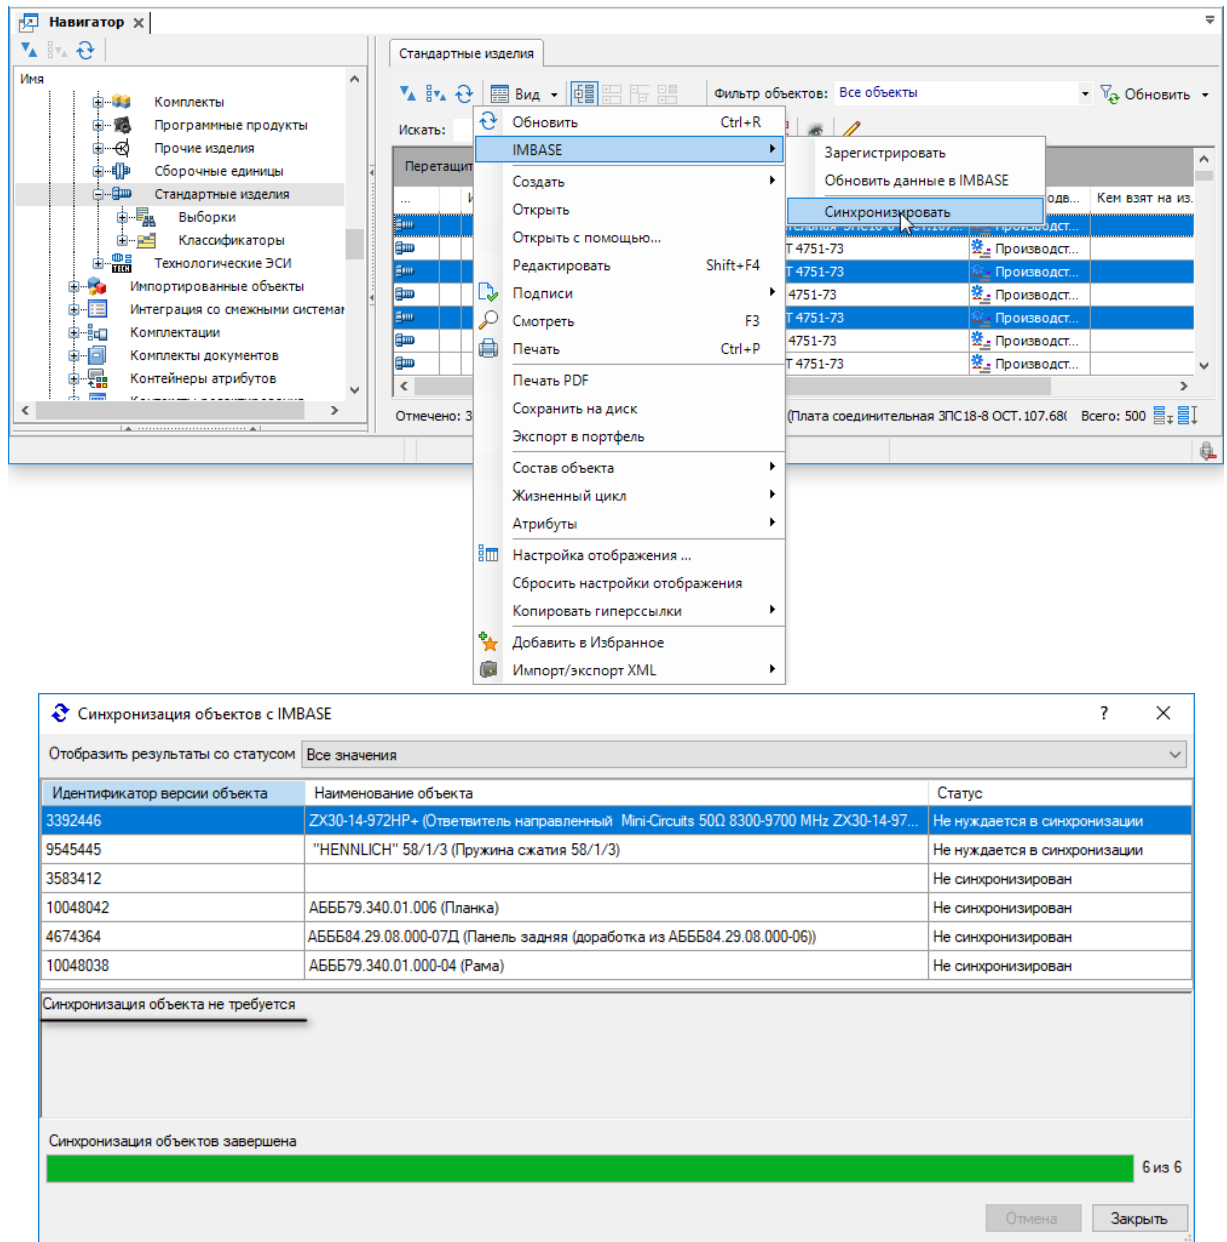 Навигатор
Имя
Комплекты
Программные продукты
Прочие изделия
Сборочные единицы
Стандартные изделия
Выборки
Классификаторы
Технологические ЭСИ
Импортированные объекты
Интеграция со смежными система
Комплектации
Комплекты документов
Контейнеры атрибутов
Стандартные изделия
Вид
Фильтр объектов: Все объекты
Обновить
Искать:
Перетащит
... одв... Кем взят на из.
Производст...
Т 4751-73 Производст...
Т 4751-73 Производст...
4751-73 Производст...
Т 4751-73 Производст...
4751-73 Производст...
Т 4751-73 Производст...
Отмечено: 3 (Плата соединительная ЗПС18-8 ОСТ.107.68( Всего: 500
Обновить Ctrl+R
IMBASE
Создать
Открыть
Открыть с помощью...
Редактировать Shift+F4
Подписи
Смотреть F3
Печать Ctrl+P
Печать PDF
Сохранить на диск
Экспорт в портфель
Состав объекта
Жизненный цикл
Атрибуты
Настройка отображения ...
Сбросить настройки отображения
Копировать гиперссылки
Добавить в Избранное
Импорт/экспорт XML
Зарегистрировать
Обновить данные в IMBASE
Синхронизировать
Синхронизация объектов с IMBASE ?
Отобразить результаты со статусом Все значения
Идентификатор версии объекта Наименование объекта Статус
3392446 ZX30-14-972HP+ (Ответвитель направленный Mini-Circuits 50Ω 8300-9700 MHz ZX30-14-97... Не нуждается в синхронизации
9545445 "HENNLICH" 58/1/3 (Пружина сжатия 58/1/3) Не нуждается в синхронизации
3583412 Не синхронизирован
10048042 АБББ79.340.01.006 (Планка) Не синхронизирован
4674364 АБББ84.29.08.000-07Д (Панель задняя (доработка из АБББ84.29.08.000-06)) Не синхронизирован
10048038 АБББ79.340.01.000-04 (Рама) Не синхронизирован
Синхронизация объекта не требуется
Синхронизация объектов завершена
6 из 6
Отмена Закрыть